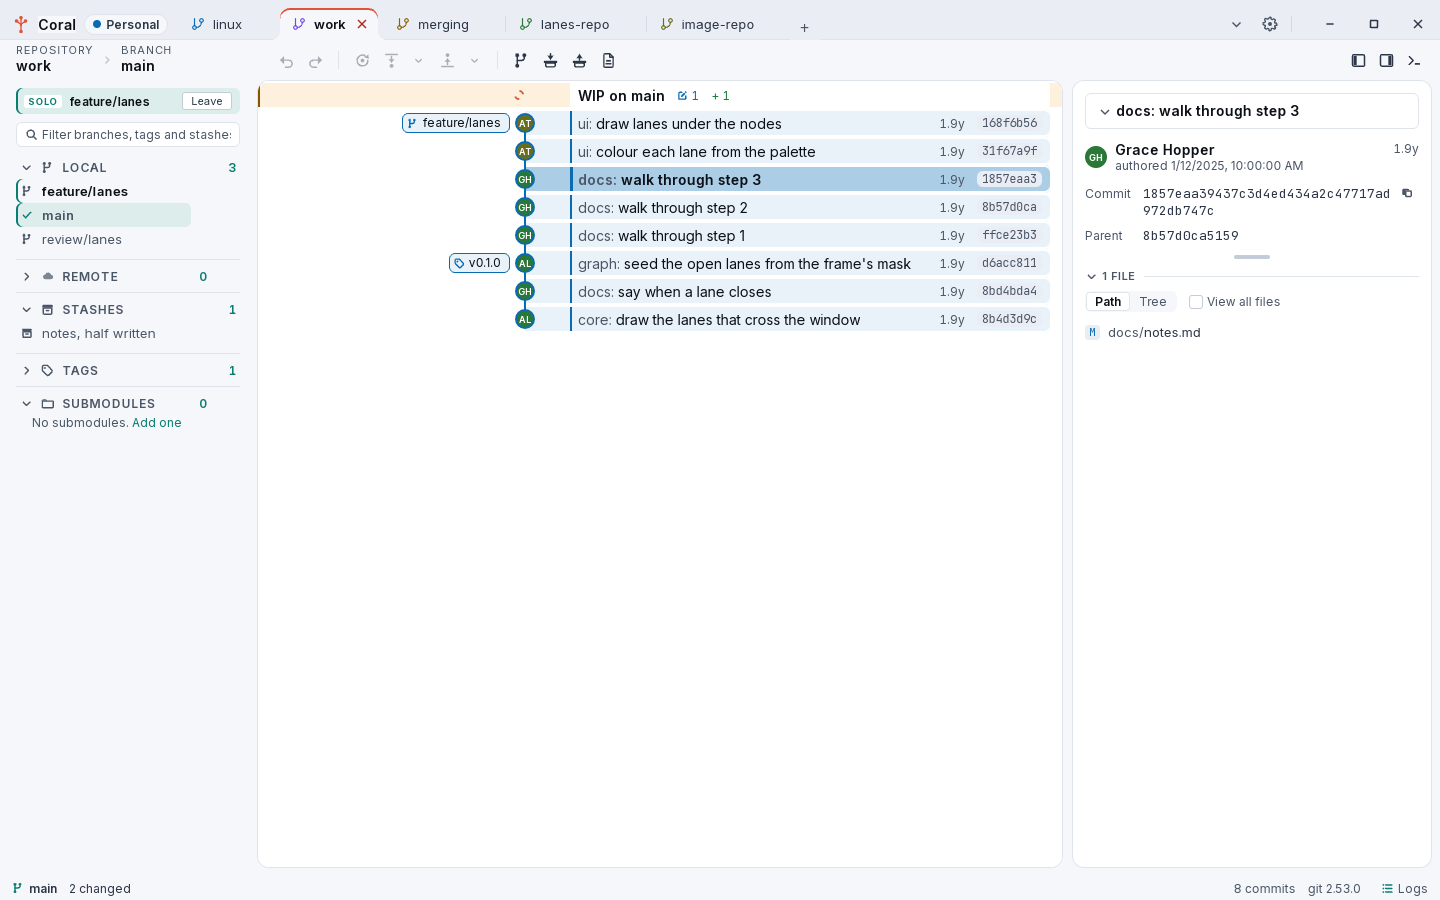 Coral Personal linux work merging lanes-repo image-repo +
REPOSITORY BRANCH
work main
SOLO feature/lanes Leave
Filter branches, tags and stashes
LOCAL 3
feature/lanes
main
review/lanes
REMOTE 0
STASHES 1
notes, half written
TAGS 1
SUBMODULES 0
No submodules. Add one
WIP on main 1 + 1
feature/lanes AT ui: draw lanes under the nodes 1.9y 168f6b56
AT ui: colour each lane from the palette 1.9y 31f67a9f
GH docs: walk through step 3 1.9y 1857eaa3
GH docs: walk through step 2 1.9y 8b57d0ca
GH docs: walk through step 1 1.9y ffce23b3
v0.1.0 AL graph: seed the open lanes from the frame's mask 1.9y d6acc811
GH docs: say when a lane closes 1.9y 8bd4bda4
AL core: draw the lanes that cross the window 1.9y 8b4d3d9c
docs: walk through step 3
GH Grace Hopper 1.9y
authored 1/12/2025, 10:00:00 AM
Commit 1857eaa39437c3d4ed434a2c47717ad
972db747c
Parent 8b57d0ca5159
1 FILE
Path Tree View all files
M docs/notes.md
main 2 changed
8 commits git 2.53.0 Logs